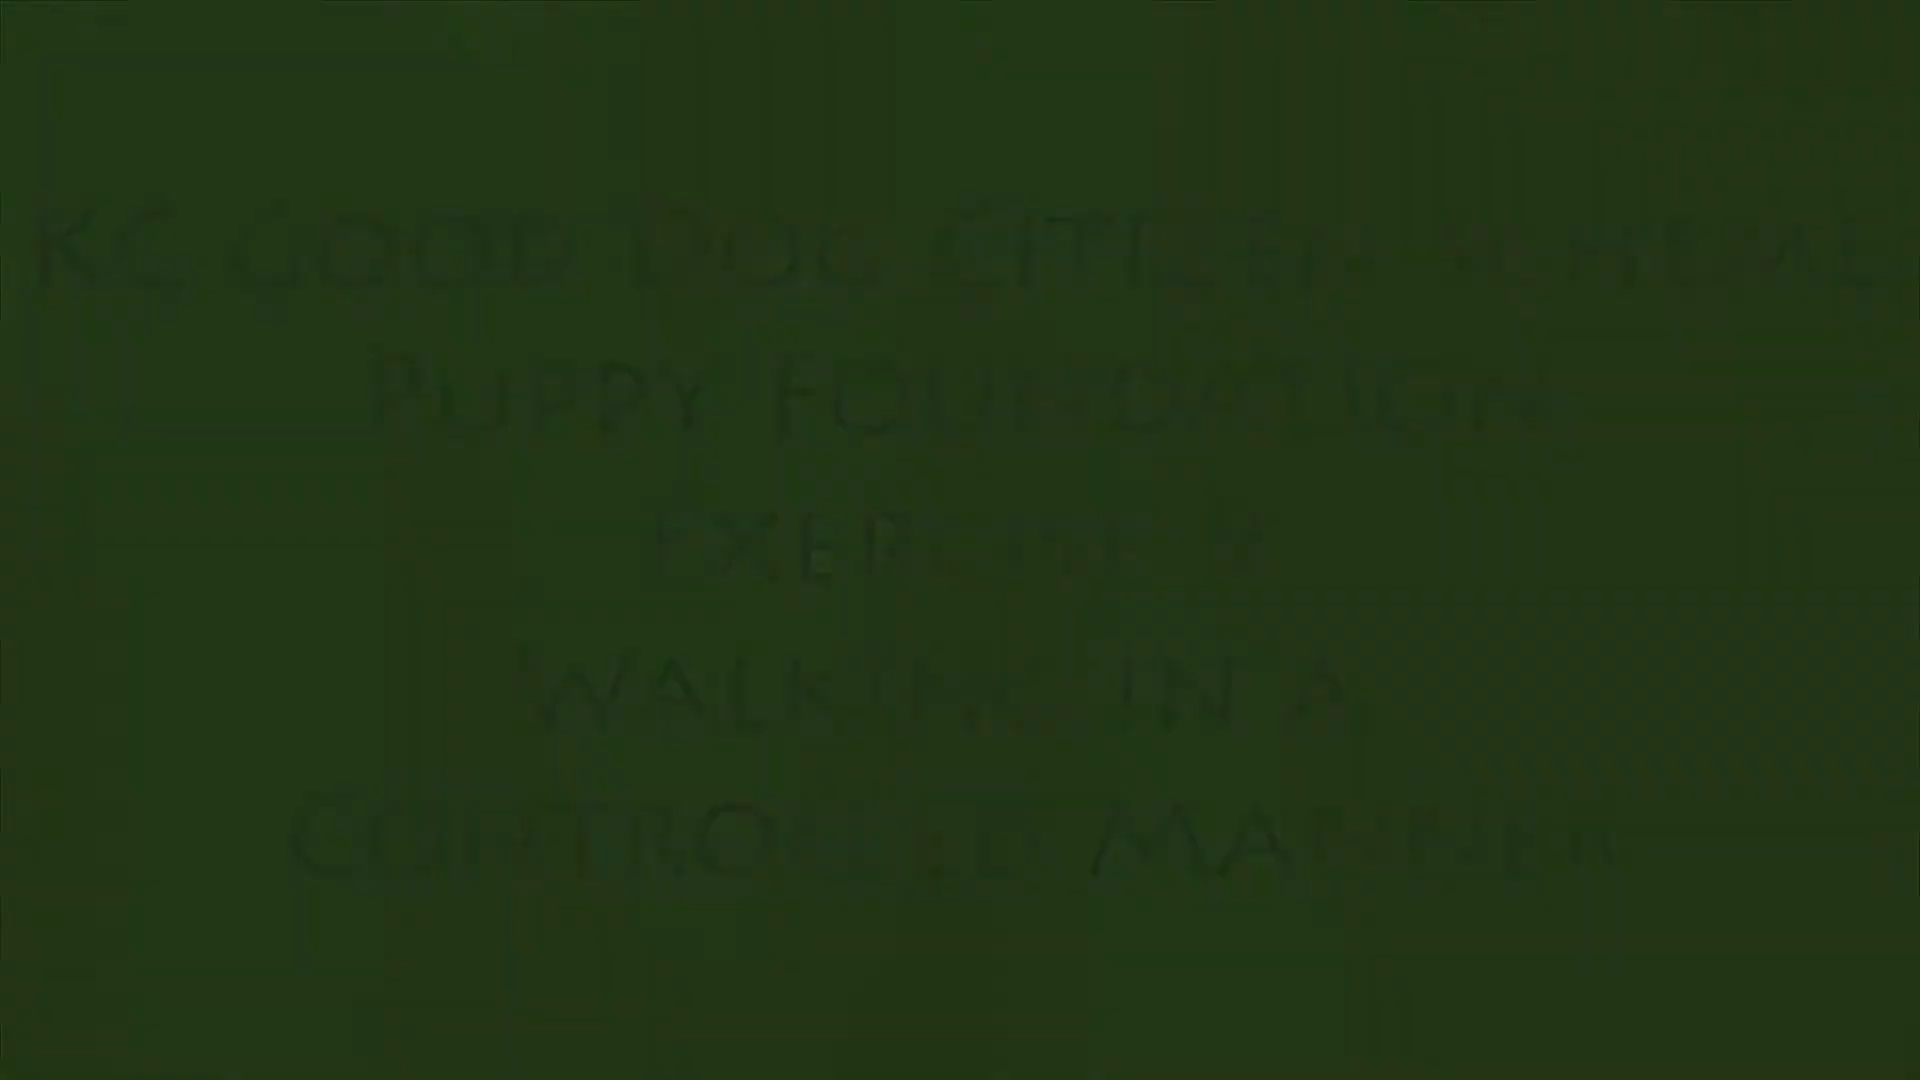 KC GOOD DOG CITIZEN SCHEME
PUPPY FOUNDATION
EXERCISE
WALKING IN A
CONTROLLED MANNER